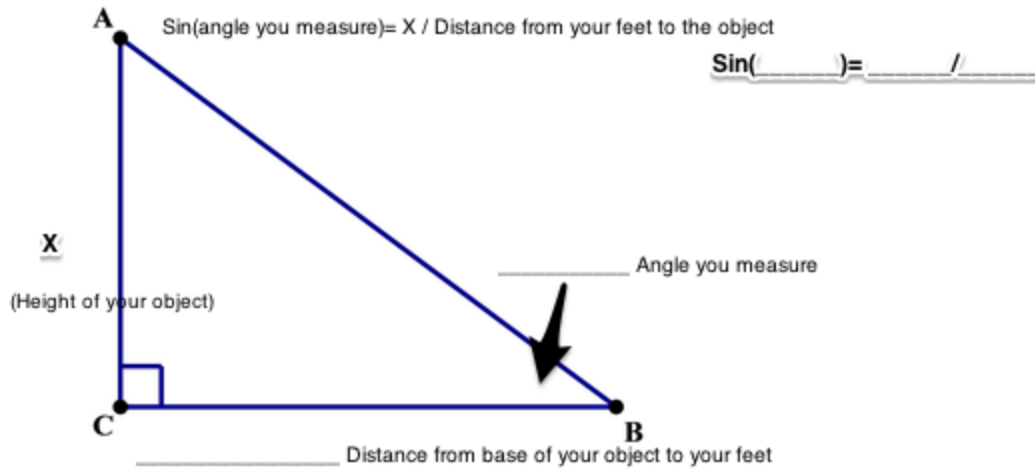 A
Sin(angle you measure)= X / Distance from your feet to the object
Sin(______)= ______/______
X
___________ Angle you measure
(Height of your object)
C
B
_________________ Distance from base of your object to your feet